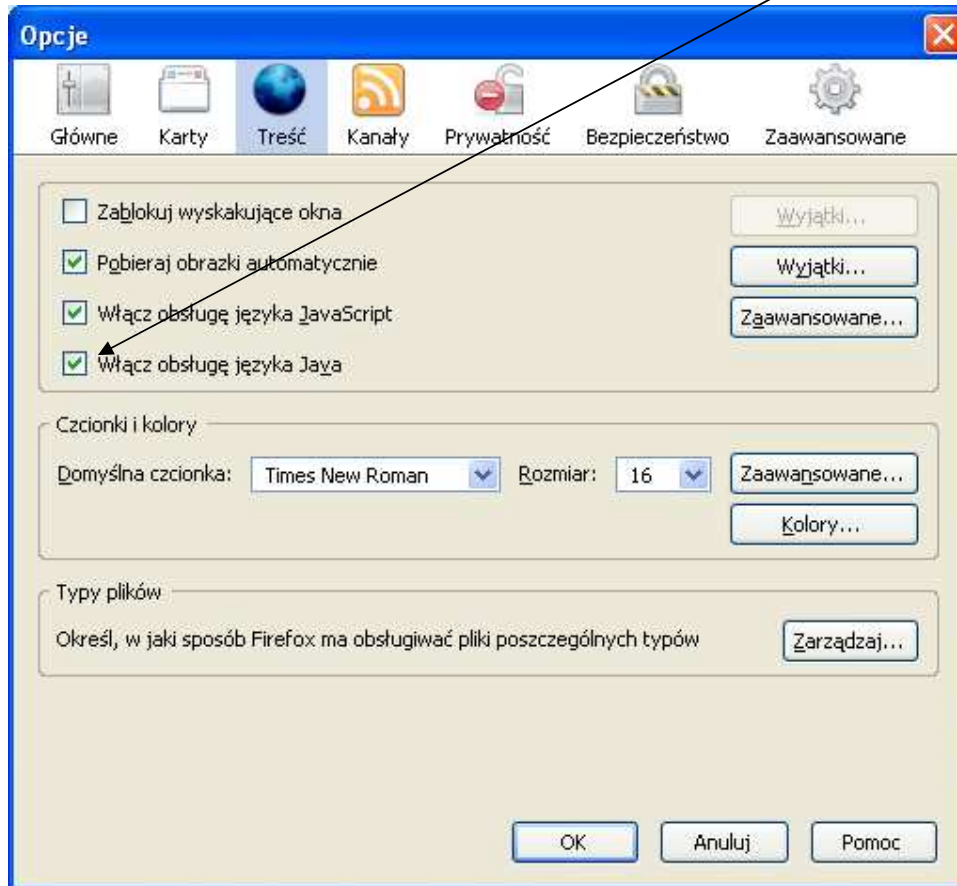 Opcje
Główne Karty Treść Kanały Prywatność Bezpieczeństwo Zaawansowane
Zablokuj wyskakujące okna Wyjątki...
Pobieraj obrazki automatycznie Wyjątki...
Włącz obsługę języka JavaScript Zaawansowane...
Włącz obsługę języka Java
Czcionki i kolory
Domyślna czcionka: Times New Roman Rozmiar: 16 Zaawansowane...
Kolory...
Typy plików
Określ, w jaki sposób Firefox ma obsługiwać pliki poszczególnych typów Zarządzaj...
OK Anuluj Pomoc